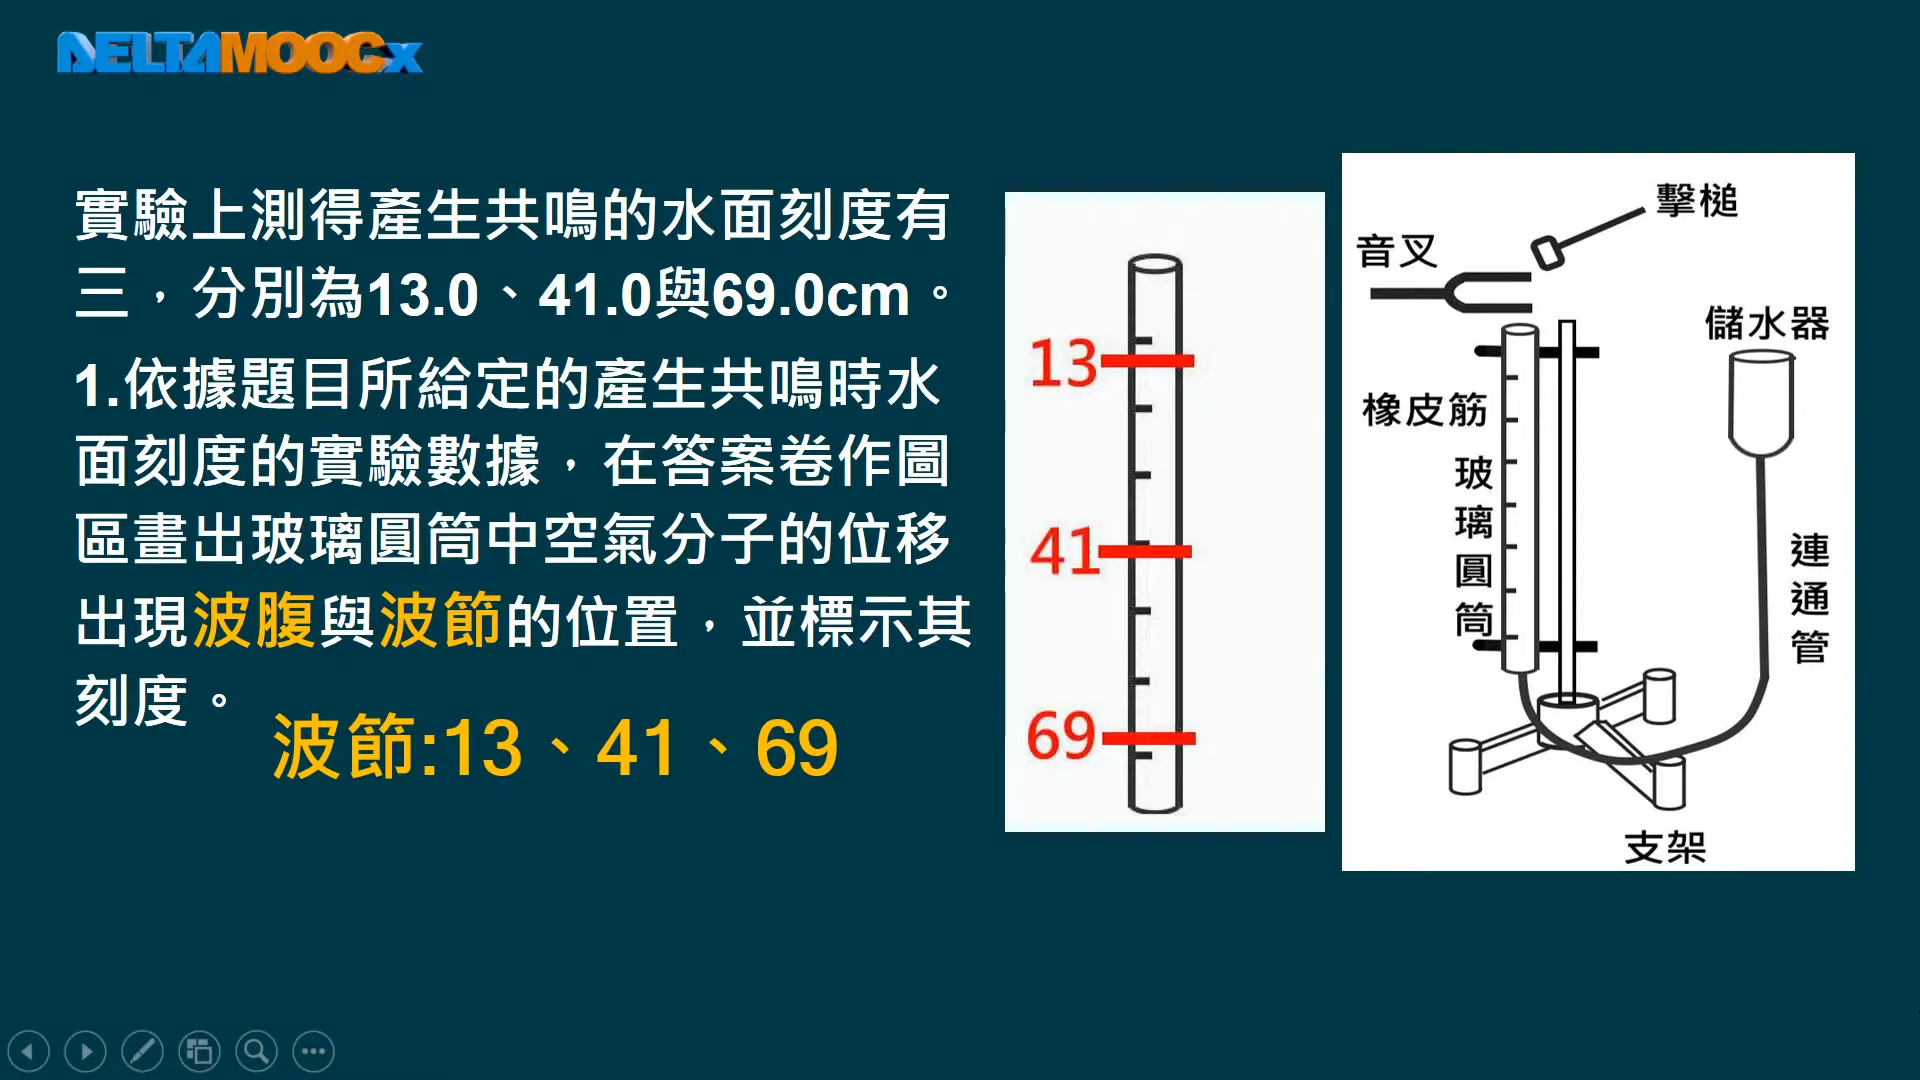 DELTAMOOCx
實驗上測得產生共鳴的水面刻度有
三，分別為13.0、41.0與69.0cm。
1.依據題目所給定的產生共鳴時水
面刻度的實驗數據，在答案卷作圖
區畫出玻璃圓筒中空氣分子的位移
出現波腹與波節的位置，並標示其
刻度。
波節:13、41、69
13
41
69
擊槌
音叉
儲水器
橡皮筋
玻璃圓筒
連通管
支架